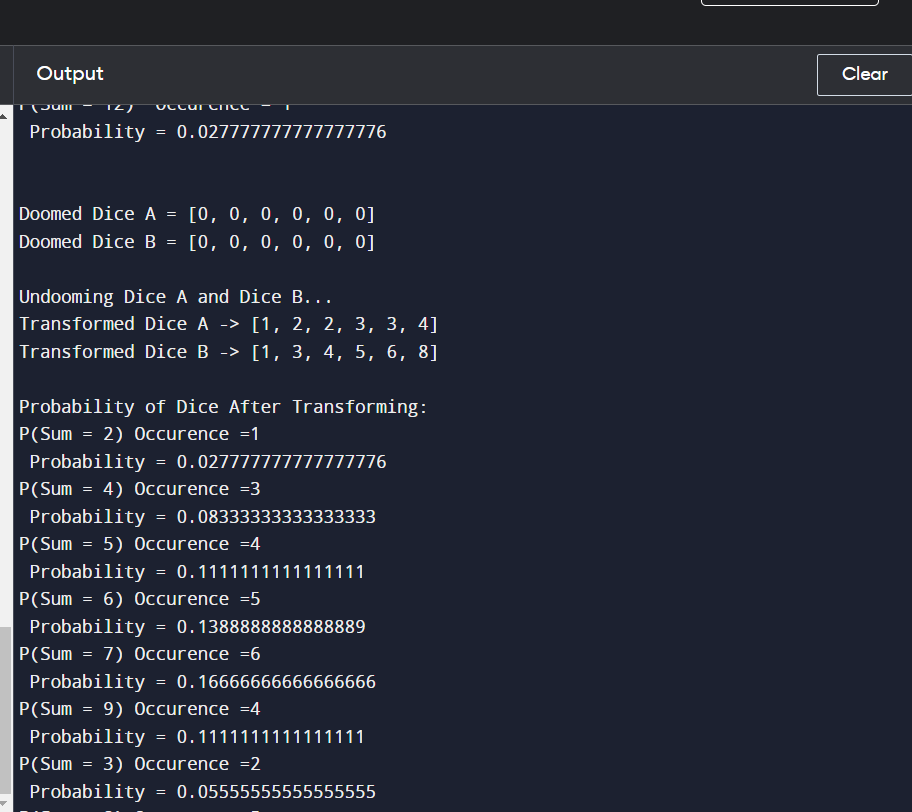 Output
Clear
P(Sum = 12) Occurence = 1
Probability = 0.027777777777777776
Doomed Dice A = [0, 0, 0, 0, 0, 0]
Doomed Dice B = [0, 0, 0, 0, 0, 0]
Undooming Dice A and Dice B...
Transformed Dice A -> [1, 2, 2, 3, 3, 4]
Transformed Dice B -> [1, 3, 4, 5, 6, 8]
Probability of Dice After Transforming:
P(Sum = 2) Occurence =1
Probability = 0.027777777777777776
P(Sum = 4) Occurence =3
Probability = 0.08333333333333333
P(Sum = 5) Occurence =4
Probability = 0.1111111111111111
P(Sum = 6) Occurence =5
Probability = 0.1388888888888889
P(Sum = 7) Occurence =6
Probability = 0.16666666666666666
P(Sum = 9) Occurence =4
Probability = 0.1111111111111111
P(Sum = 3) Occurence =2
Probability = 0.05555555555555555